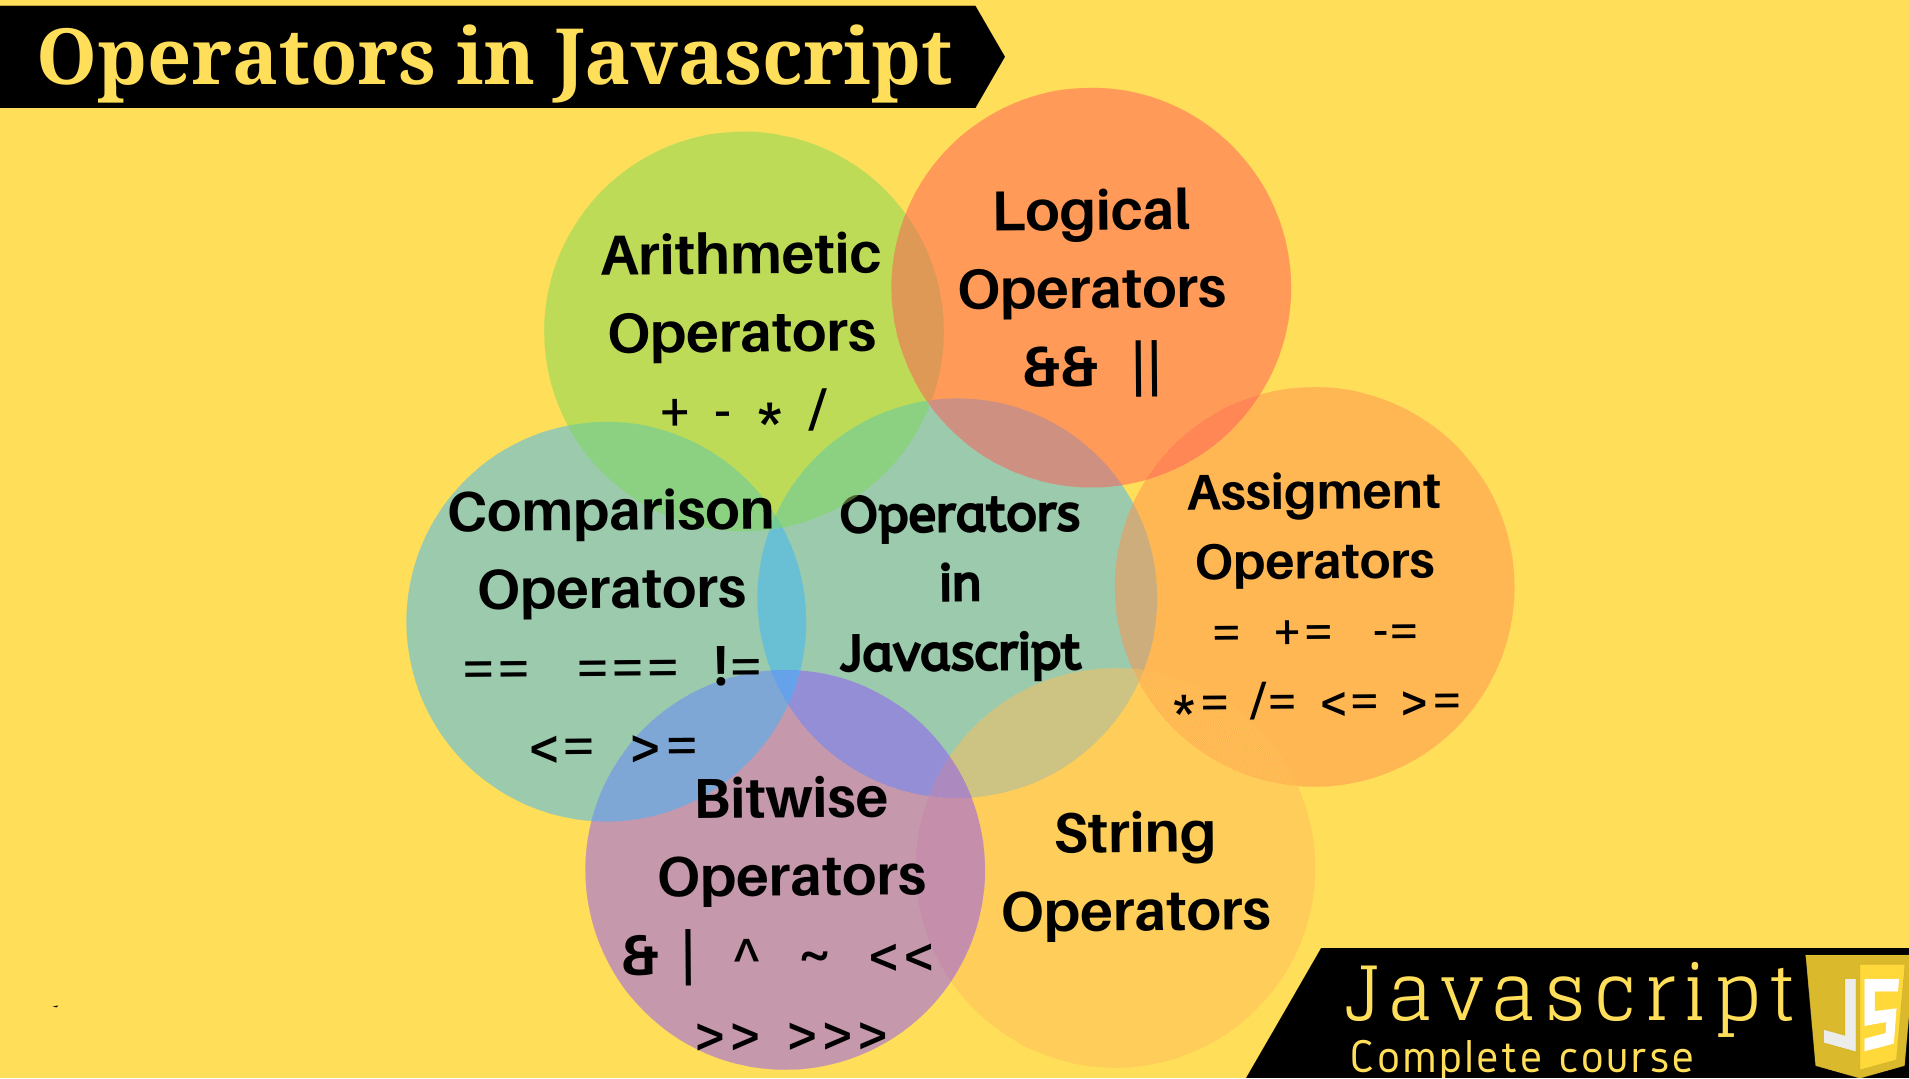 Operators in Javascript
Arithmetic
Operators
+ - * /
Logical
Operators
&& ||
Comparison
Operators
== === !=
<= >=
Operators
in
Javascript
Assigment
Operators
= += -=
*= /= <= >=
Bitwise
Operators
& | ^ ~ <<
>> >>>
String
Operators
Javascript
Complete course
JS